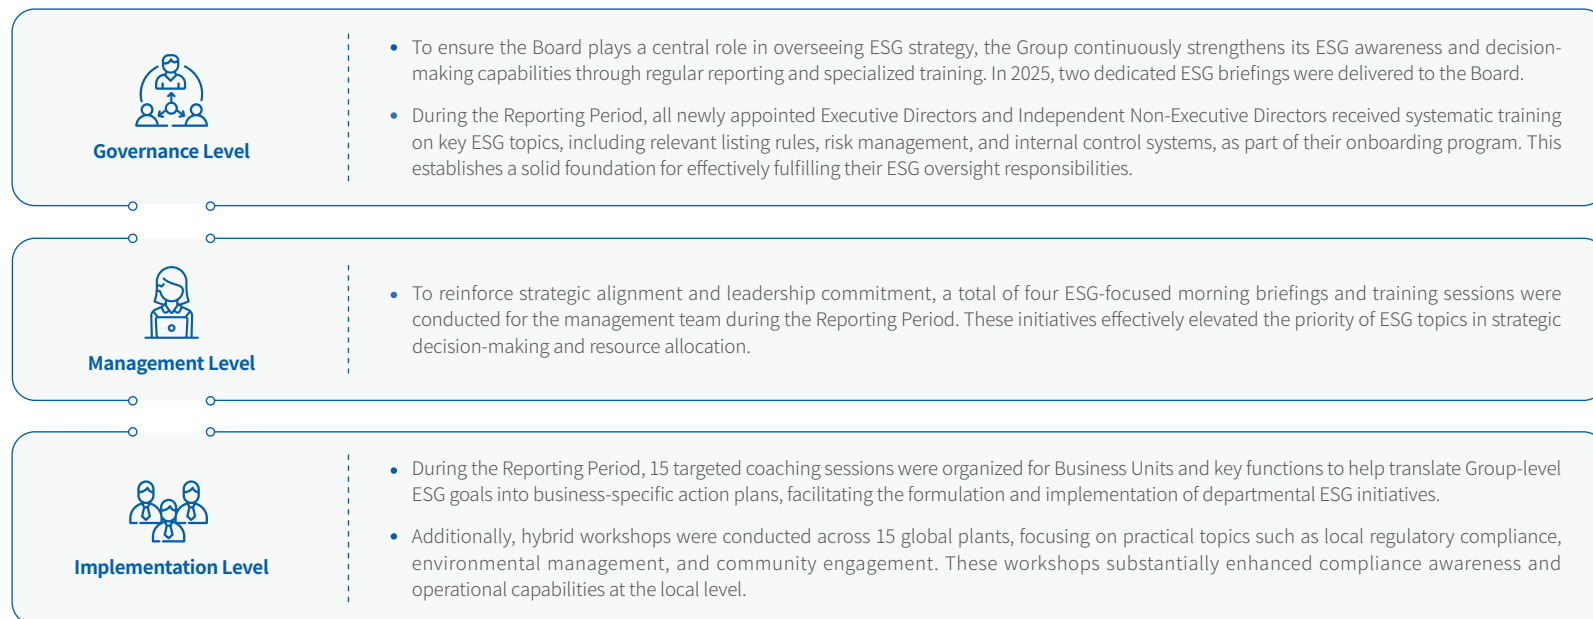 Governance Level
• To ensure the Board plays a central role in overseeing ESG strategy, the Group continuously strengthens its ESG awareness and decision-
making capabilities through regular reporting and specialized training. In 2025, two dedicated ESG briefings were delivered to the Board.
• During the Reporting Period, all newly appointed Executive Directors and Independent Non-Executive Directors received systematic training
on key ESG topics, including relevant listing rules, risk management, and internal control systems, as part of their onboarding program. This
establishes a solid foundation for effectively fulfilling their ESG oversight responsibilities.
Management Level
• To reinforce strategic alignment and leadership commitment, a total of four ESG-focused morning briefings and training sessions were
conducted for the management team during the Reporting Period. These initiatives effectively elevated the priority of ESG topics in strategic
decision-making and resource allocation.
Implementation Level
• During the Reporting Period, 15 targeted coaching sessions were organized for Business Units and key functions to help translate Group-level
ESG goals into business-specific action plans, facilitating the formulation and implementation of departmental ESG initiatives.
• Additionally, hybrid workshops were conducted across 15 global plants, focusing on practical topics such as local regulatory compliance,
environmental management, and community engagement. These workshops substantially enhanced compliance awareness and
operational capabilities at the local level.